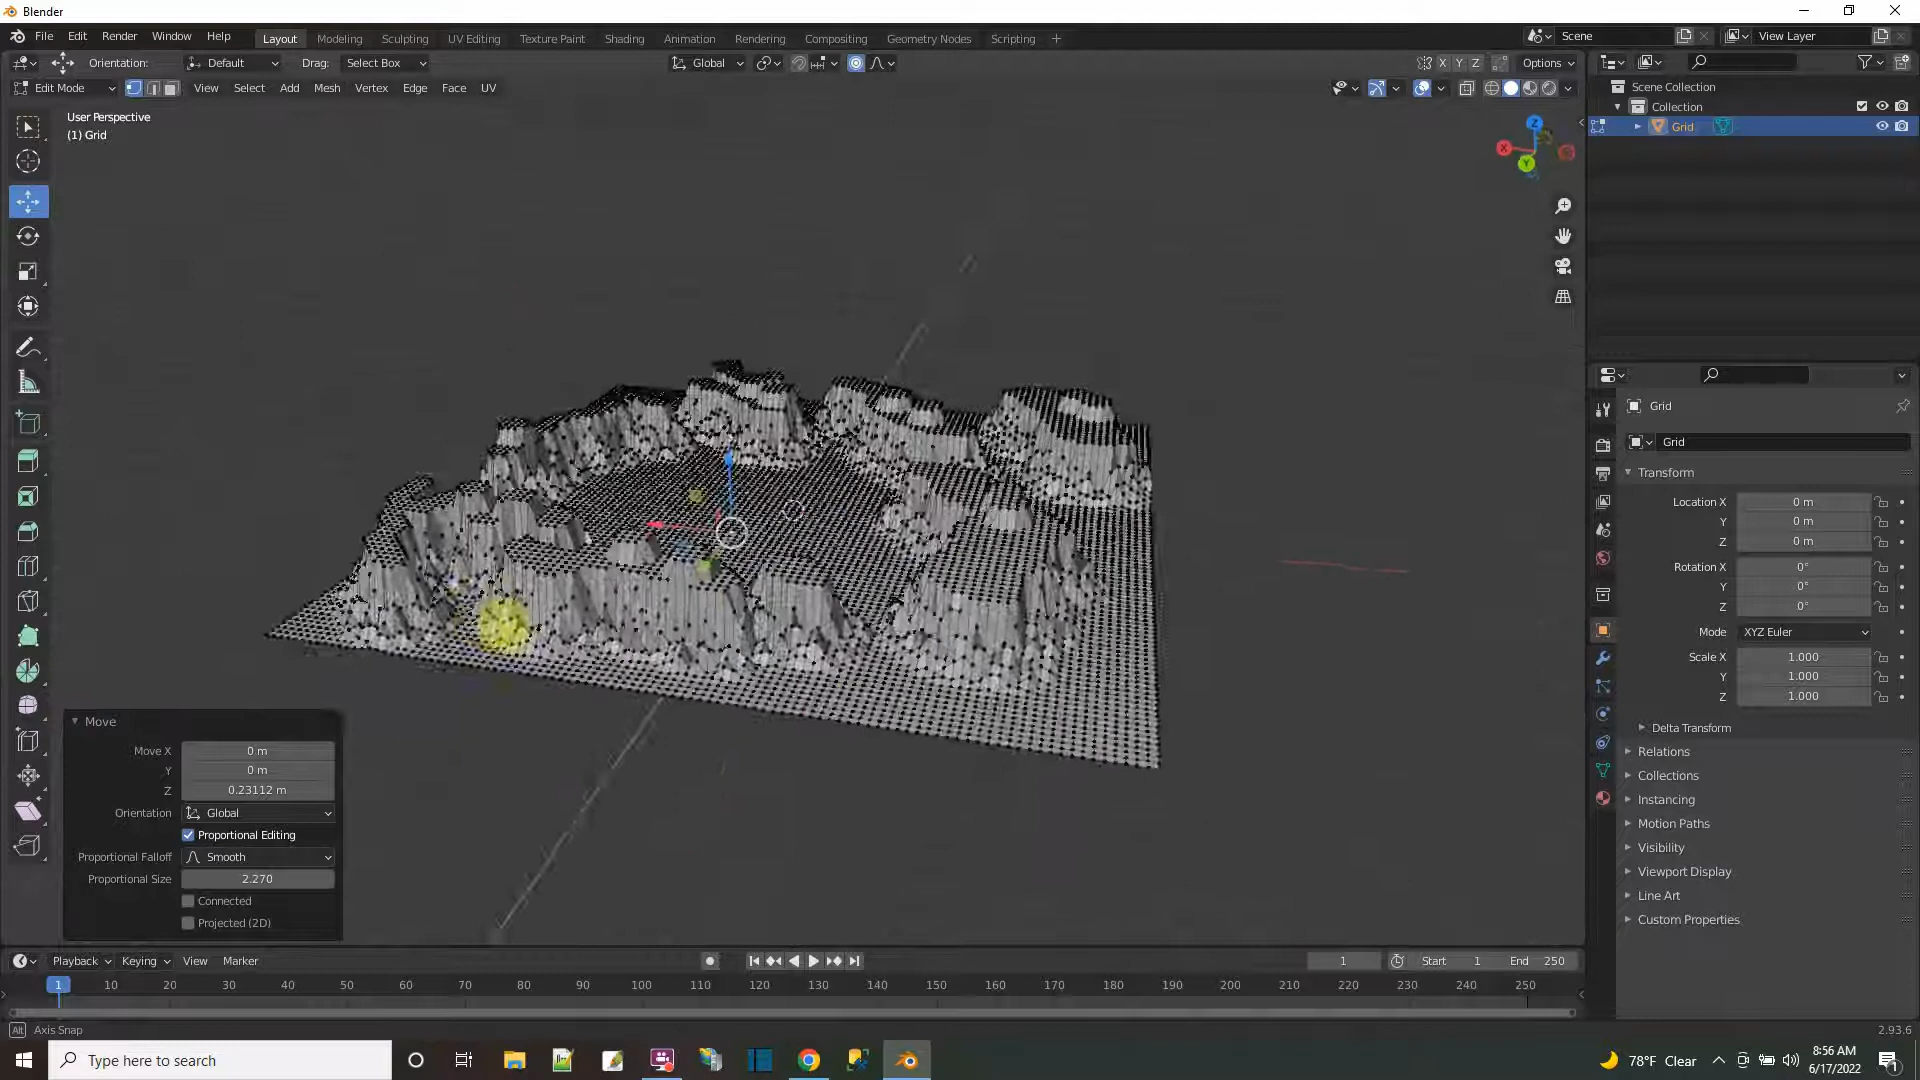 Blender
File Edit Render Window Help Layout Modeling Sculpting UV Editing Texture Paint Shading Animation Rendering Compositing Geometry Nodes Scripting + Scene View Layer
Orientation: Default Drag: Select Box Global X Y Z Options
Edit Mode View Select Add Mesh Vertex Edge Face UV
User Perspective
(1) Grid
Z
X
Y
Scene Collection
Collection
Grid
Grid
Grid
Transform
Location X 0 m
Y 0 m
Z 0 m
Rotation X 0°
Y 0°
Z 0°
Mode XYZ Euler
Scale X 1.000
Y 1.000
Z 1.000
Delta Transform
Relations
Collections
Instancing
Motion Paths
Visibility
Viewport Display
Line Art
Custom Properties
Move
Move X 0 m
Y 0 m
Z 0.23112 m
Orientation Global
Proportional Editing
Proportional Falloff Smooth
Proportional Size 2.270
Connected
Projected (2D)
Playback Keying View Marker 1 Start 1 End 250
1 10 20 30 40 50 60 70 80 90 100 110 120 130 140 150 160 170 180 190 200 210 220 230 240 250
Alt Axis Snap 2.93.6
Type here to search 78°F Clear 8:56 AM
6/17/2022
1